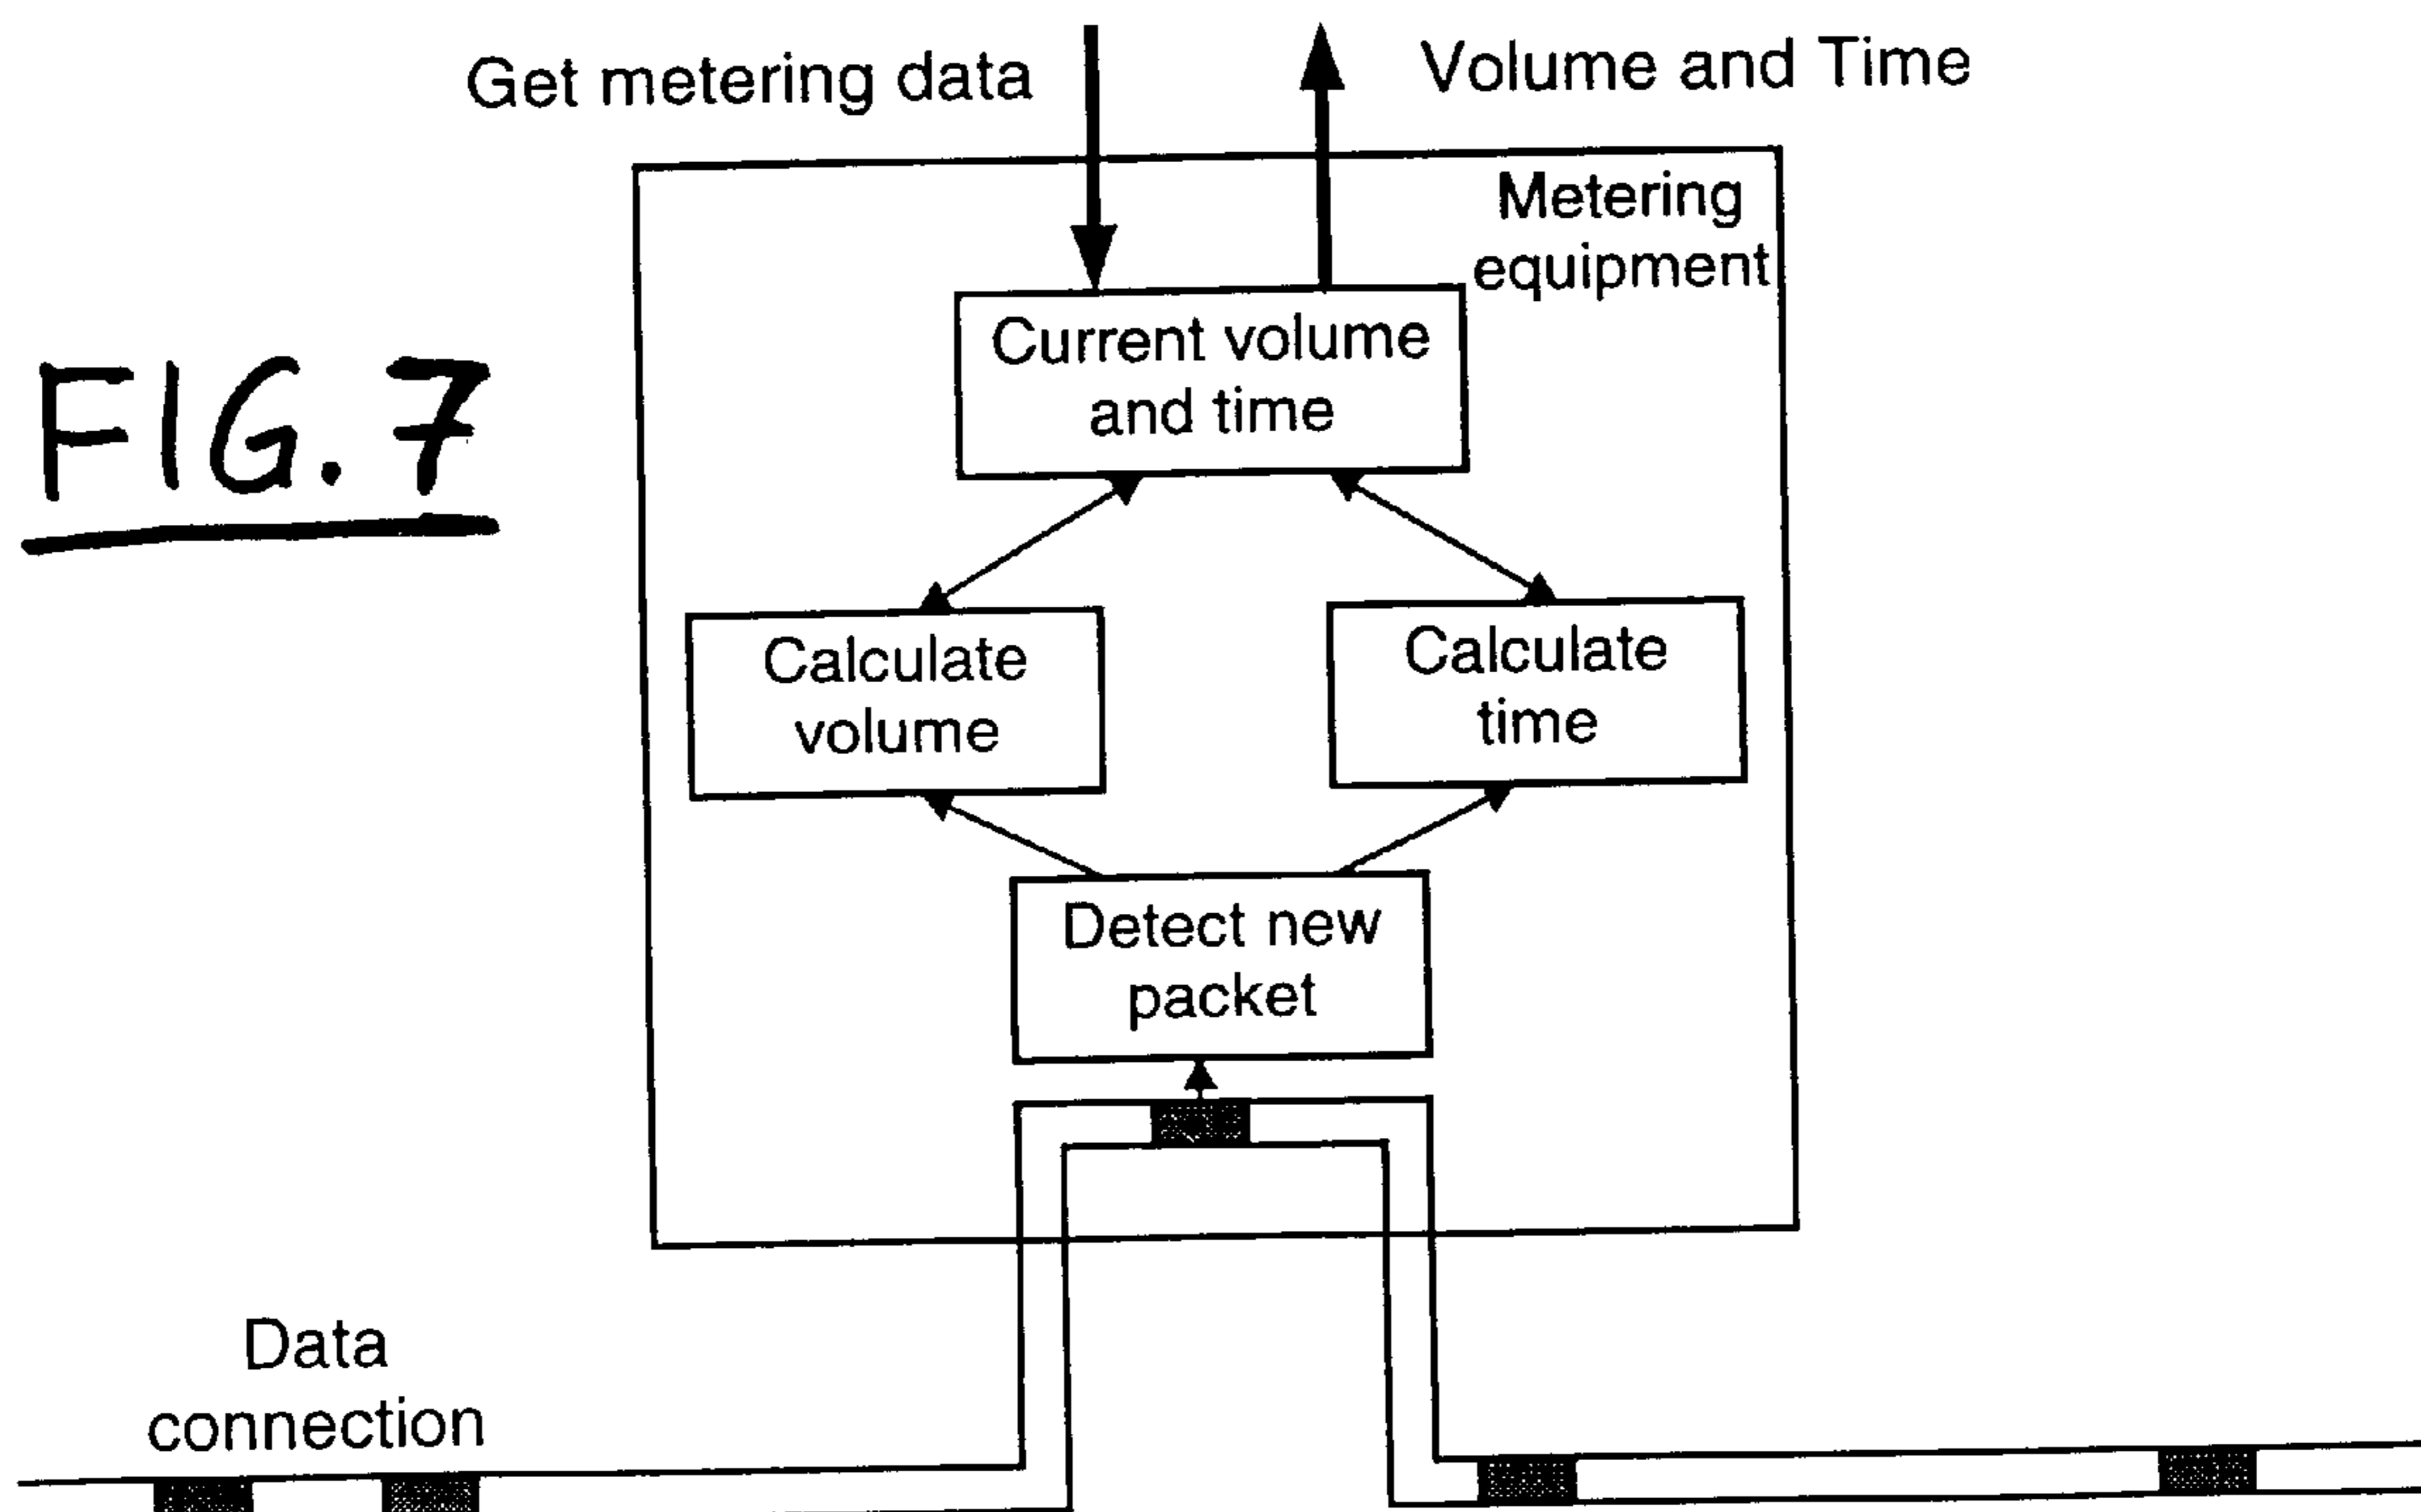 Get metering data
Volume and Time
Metering
equipment
FIG. 7
Current volume
and time
Calculate
volume
Calculate
time
Detect new
packet
Data
connection